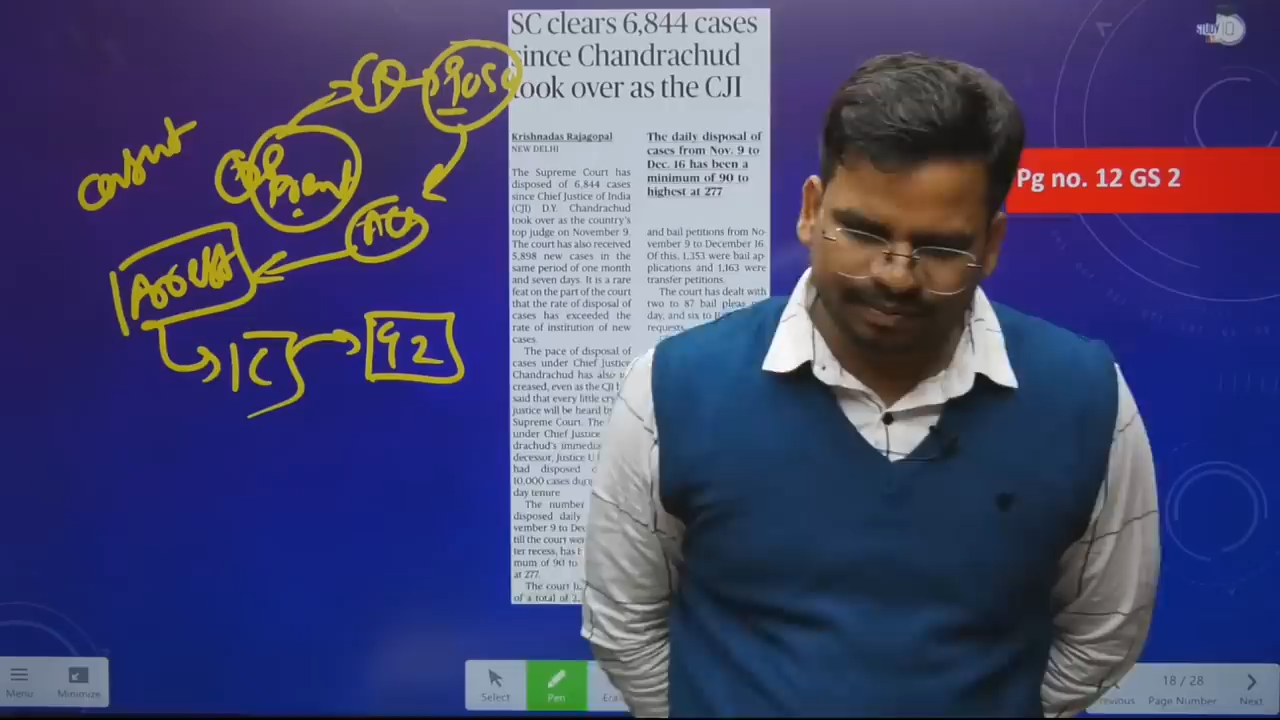 SC clears 6,844 cases
since Chandrachud
took over as the CJI
Krishnadas Rajagopal
NEW DELHI
The Supreme Court has
disposed of 6,844 cases
since Chief Justice of India
(CJI) D.Y. Chandrachud
took over as the country's
top judge on November 9.
The court has also received
5,898 new cases in the
same period of one month
and seven days. It is a rare
feat on the part of the court
that the rate of disposal of
cases has exceeded the
rate of institution of new
cases.
The pace of disposal of
cases under Chief Justice
Chandrachud has also
creased, even as the CJI
said that every little cry
justice will be heard by
Supreme Court. The
under Chief Justice
drachud's immedia
decessor, Justice U
had disposed
10,000 cases during
day tenure
The number
disposed daily
vember 9 to Dec
till the court wer
ter recess, has
mum of 90 to
at 277.
The court
of a total of 2,
The daily disposal of
cases from Nov. 9 to
Dec. 16 has been a
minimum of 90 to
highest at 277
and bail petitions from No-
vember 9 to December 16.
Of this, 1,353 were bail ap-
plications and 1,163 were
transfer petitions.
The court has dealt with
two to 87 bail pleas
day, and six to
requests
Pg no. 12 GS 2
STUDY IQ
92
Menu
Minimize
Select
Pen
Era
evious
18 / 28
Page Number
Next